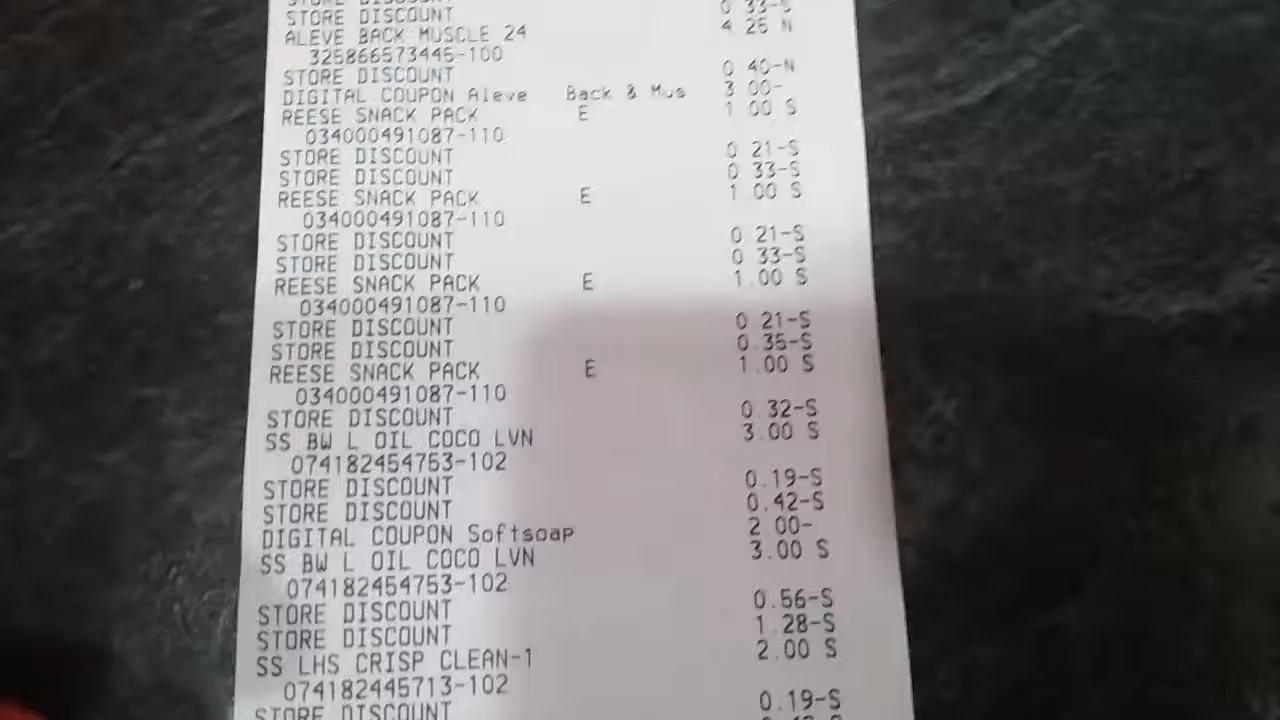 STORE DISCOUNT 0 33-S
ALEVE BACK MUSCLE 24 4 25 N
325866573445-100
STORE DISCOUNT 0 40-N
DIGITAL COUPON Aleve Back & Mus 3 00-
REESE SNACK PACK E 1 00 S
034000491087-110
STORE DISCOUNT 0 21-S
STORE DISCOUNT 0 33-S
REESE SNACK PACK E 1 00 S
034000491087-110
STORE DISCOUNT 0 21-S
STORE DISCOUNT 0 33-S
REESE SNACK PACK E 1.00 S
034000491087-110
STORE DISCOUNT 0 21-S
STORE DISCOUNT 0.35-S
REESE SNACK PACK E 1.00 S
034000491087-110
STORE DISCOUNT 0.32-S
SS BW L OIL COCO LVN 3.00 S
074182454753-102
STORE DISCOUNT 0.19-S
STORE DISCOUNT 0.42-S
DIGITAL COUPON Softsoap 2 00-
SS BW L OIL COCO LVN 3.00 S
074182454753-102
STORE DISCOUNT 0.56-S
STORE DISCOUNT 1.28-S
SS LHS CRISP CLEAN-1 2.00 S
074182445713-102
STORE DISCOUNT 0.19-S